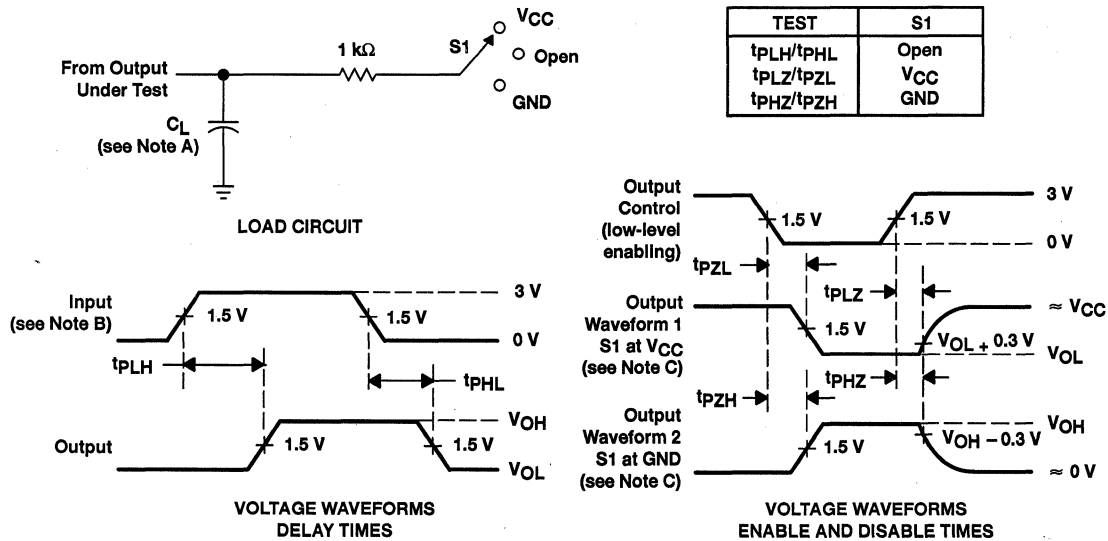 VCC
1 kΩ
S1
Open
From Output
Under Test
GND
CL
(see Note A)
LOAD CIRCUIT
TEST S1
tPLH/tPHL Open
tPLZ/tPZL VCC
tPHZ/tPZH GND
Input
(see Note B)
3 V
1.5 V
1.5 V
0 V
tPLH
tPHL
Output
VOH
1.5 V
1.5 V
VOL
VOLTAGE WAVEFORMS
DELAY TIMES
Output
Control
(low-level
enabling)
3 V
1.5 V
1.5 V
0 V
tPZL
tPLZ
Output
Waveform 1
S1 at VCC
(see Note C)
≈ VCC
1.5 V
VOL + 0.3 V
VOL
tPZH
tPHZ
Output
Waveform 2
S1 at GND
(see Note C)
VOH
1.5 V
VOH – 0.3 V
≈ 0 V
VOLTAGE WAVEFORMS
ENABLE AND DISABLE TIMES